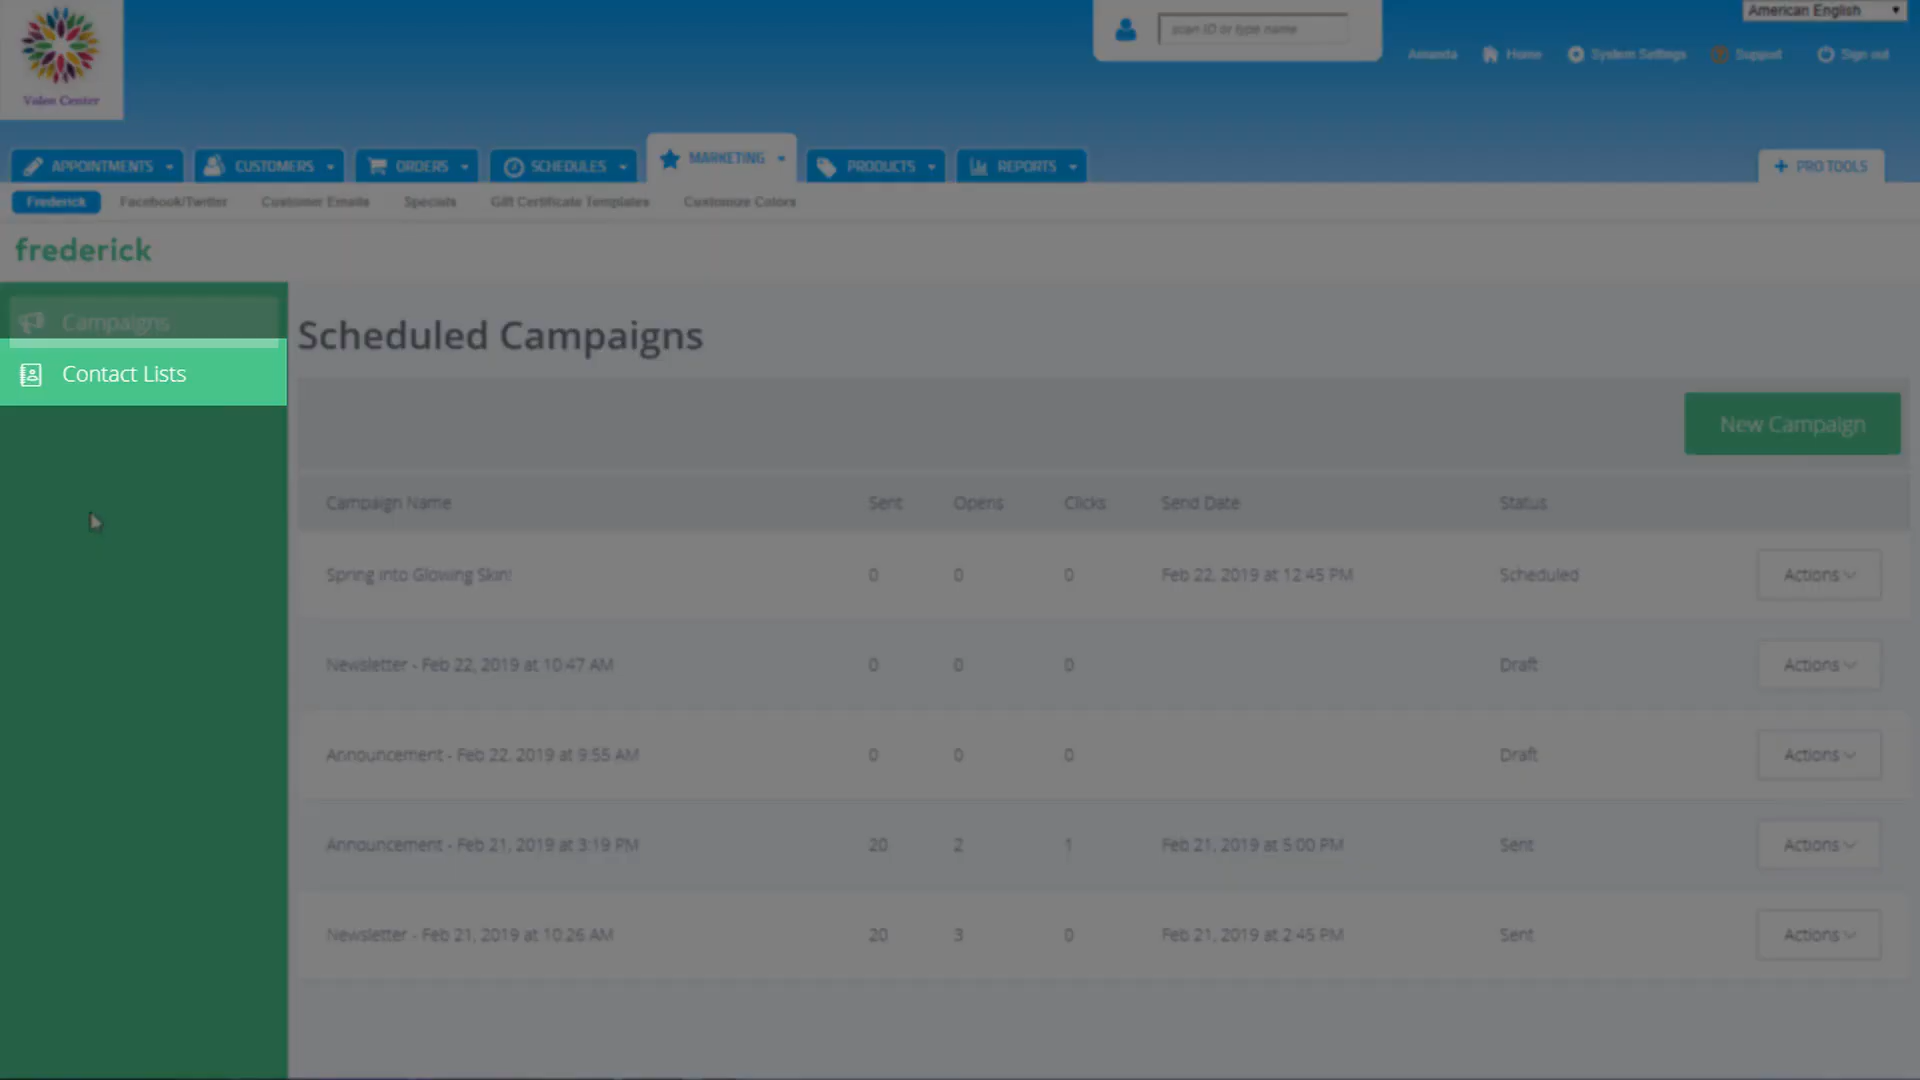 American English
scan ID or type name
Amanda Home System Settings Support Sign out
Valen Center
APPOINTMENTS CUSTOMERS ORDERS SCHEDULES MARKETING PRODUCTS REPORTS + PRO TOOLS
Frederick Facebook/Twitter Customer Emails Specials Gift Certificate Templates Customize Colors
frederick
Campaigns
Contact Lists
Scheduled Campaigns
New Campaign
Campaign Name Sent Opens Clicks Send Date Status
Spring into Glowing Skin! 0 0 0 Feb 22, 2019 at 12:45 PM Scheduled Actions
Newsletter - Feb 22, 2019 at 10:47 AM 0 0 0 Draft Actions
Announcement - Feb 22, 2019 at 9:55 AM 0 0 0 Draft Actions
Announcement - Feb 21, 2019 at 3:19 PM 20 2 1 Feb 21, 2019 at 5:00 PM Sent Actions
Newsletter - Feb 21, 2019 at 10:26 AM 20 3 0 Feb 21, 2019 at 2:45 PM Sent Actions